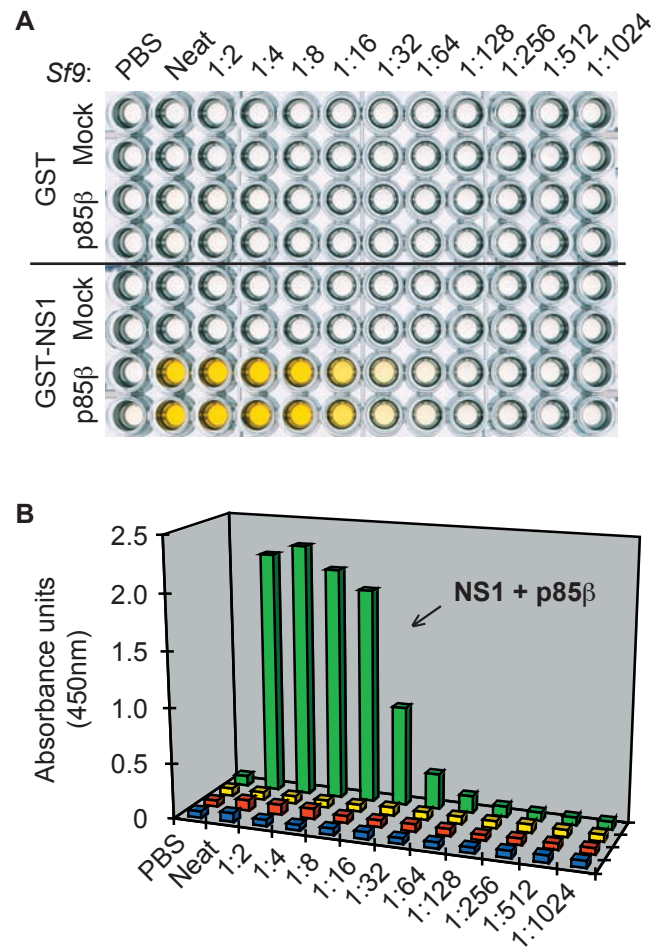 A
Sf9: PBS Neat 1:2 1:4 1:8 1:16 1:32 1:64 1:128 1:256 1:512 1:1024
GST
Mock
p85β
GST-NS1
Mock
p85β
B
Absorbance units
(450nm)
2.5
2.0
1.5
1.0
0.5
0
NS1 + p85β
PBS Neat 1:2 1:4 1:8 1:16 1:32 1:64 1:128 1:256 1:512 1:1024